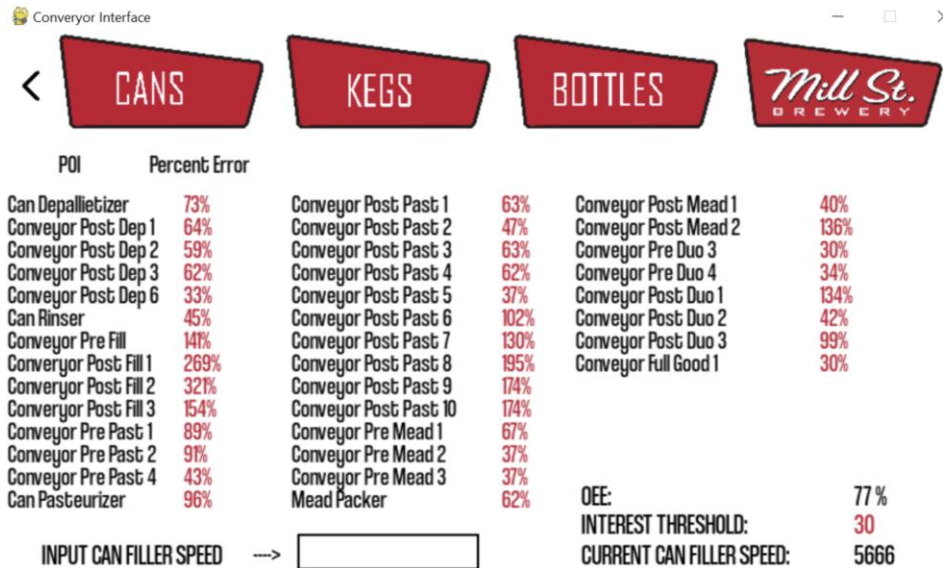 Converyor Interface
CANS
KEGS
BOTTLES
Mill St.
BREWERY
POI Percent Error
Can Depallietizer 73%
Conveyor Post Dep 1 64%
Conveyor Post Dep 2 59%
Conveyor Post Dep 3 62%
Conveyor Post Dep 6 33%
Can Rinser 45%
Conveyor Pre Fill 141%
Converyor Post Fill 1 269%
Converyor Post Fill 2 321%
Converyor Post Fill 3 154%
Conveyor Pre Past 1 89%
Conveyor Pre Past 2 91%
Conveyor Pre Past 4 43%
Can Pasteurizer 96%
Conveyor Post Past 1 63%
Conveyor Post Past 2 47%
Conveyor Post Past 3 63%
Conveyor Post Past 4 62%
Conveyor Post Past 5 37%
Conveyor Post Past 6 102%
Conveyor Post Past 7 130%
Conveyor Post Past 8 195%
Conveyor Post Past 9 174%
Conveyor Post Past 10 174%
Conveyor Pre Mead 1 67%
Conveyor Pre Mead 2 37%
Conveyor Pre Mead 3 37%
Mead Packer 62%
Conveyor Post Mead 1 40%
Conveyor Post Mead 2 136%
Conveyor Pre Duo 3 30%
Conveyor Pre Duo 4 34%
Conveyor Post Duo 1 134%
Conveyor Post Duo 2 42%
Conveyor Post Duo 3 99%
Conveyor Full Good 1 30%
OEE: 77 %
INTEREST THRESHOLD: 30
CURRENT CAN FILLER SPEED: 5666
INPUT CAN FILLER SPEED ---->